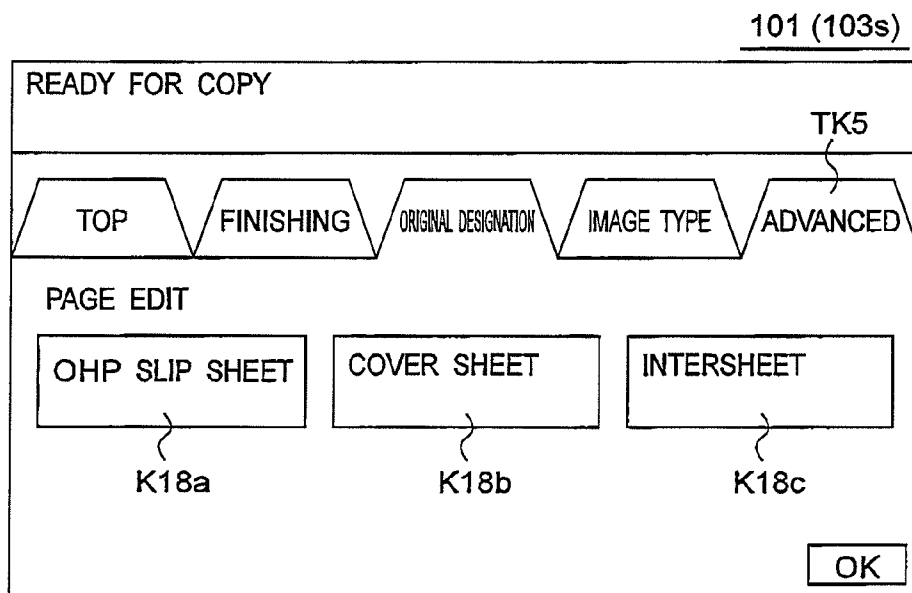 101 (103s)
READY FOR COPY
TK5
TOP FINISHING ORIGINAL DESIGNATION IMAGE TYPE ADVANCED
PAGE EDIT
OHP SLIP SHEET COVER SHEET INTERSHEET
K18a K18b K18c
OK